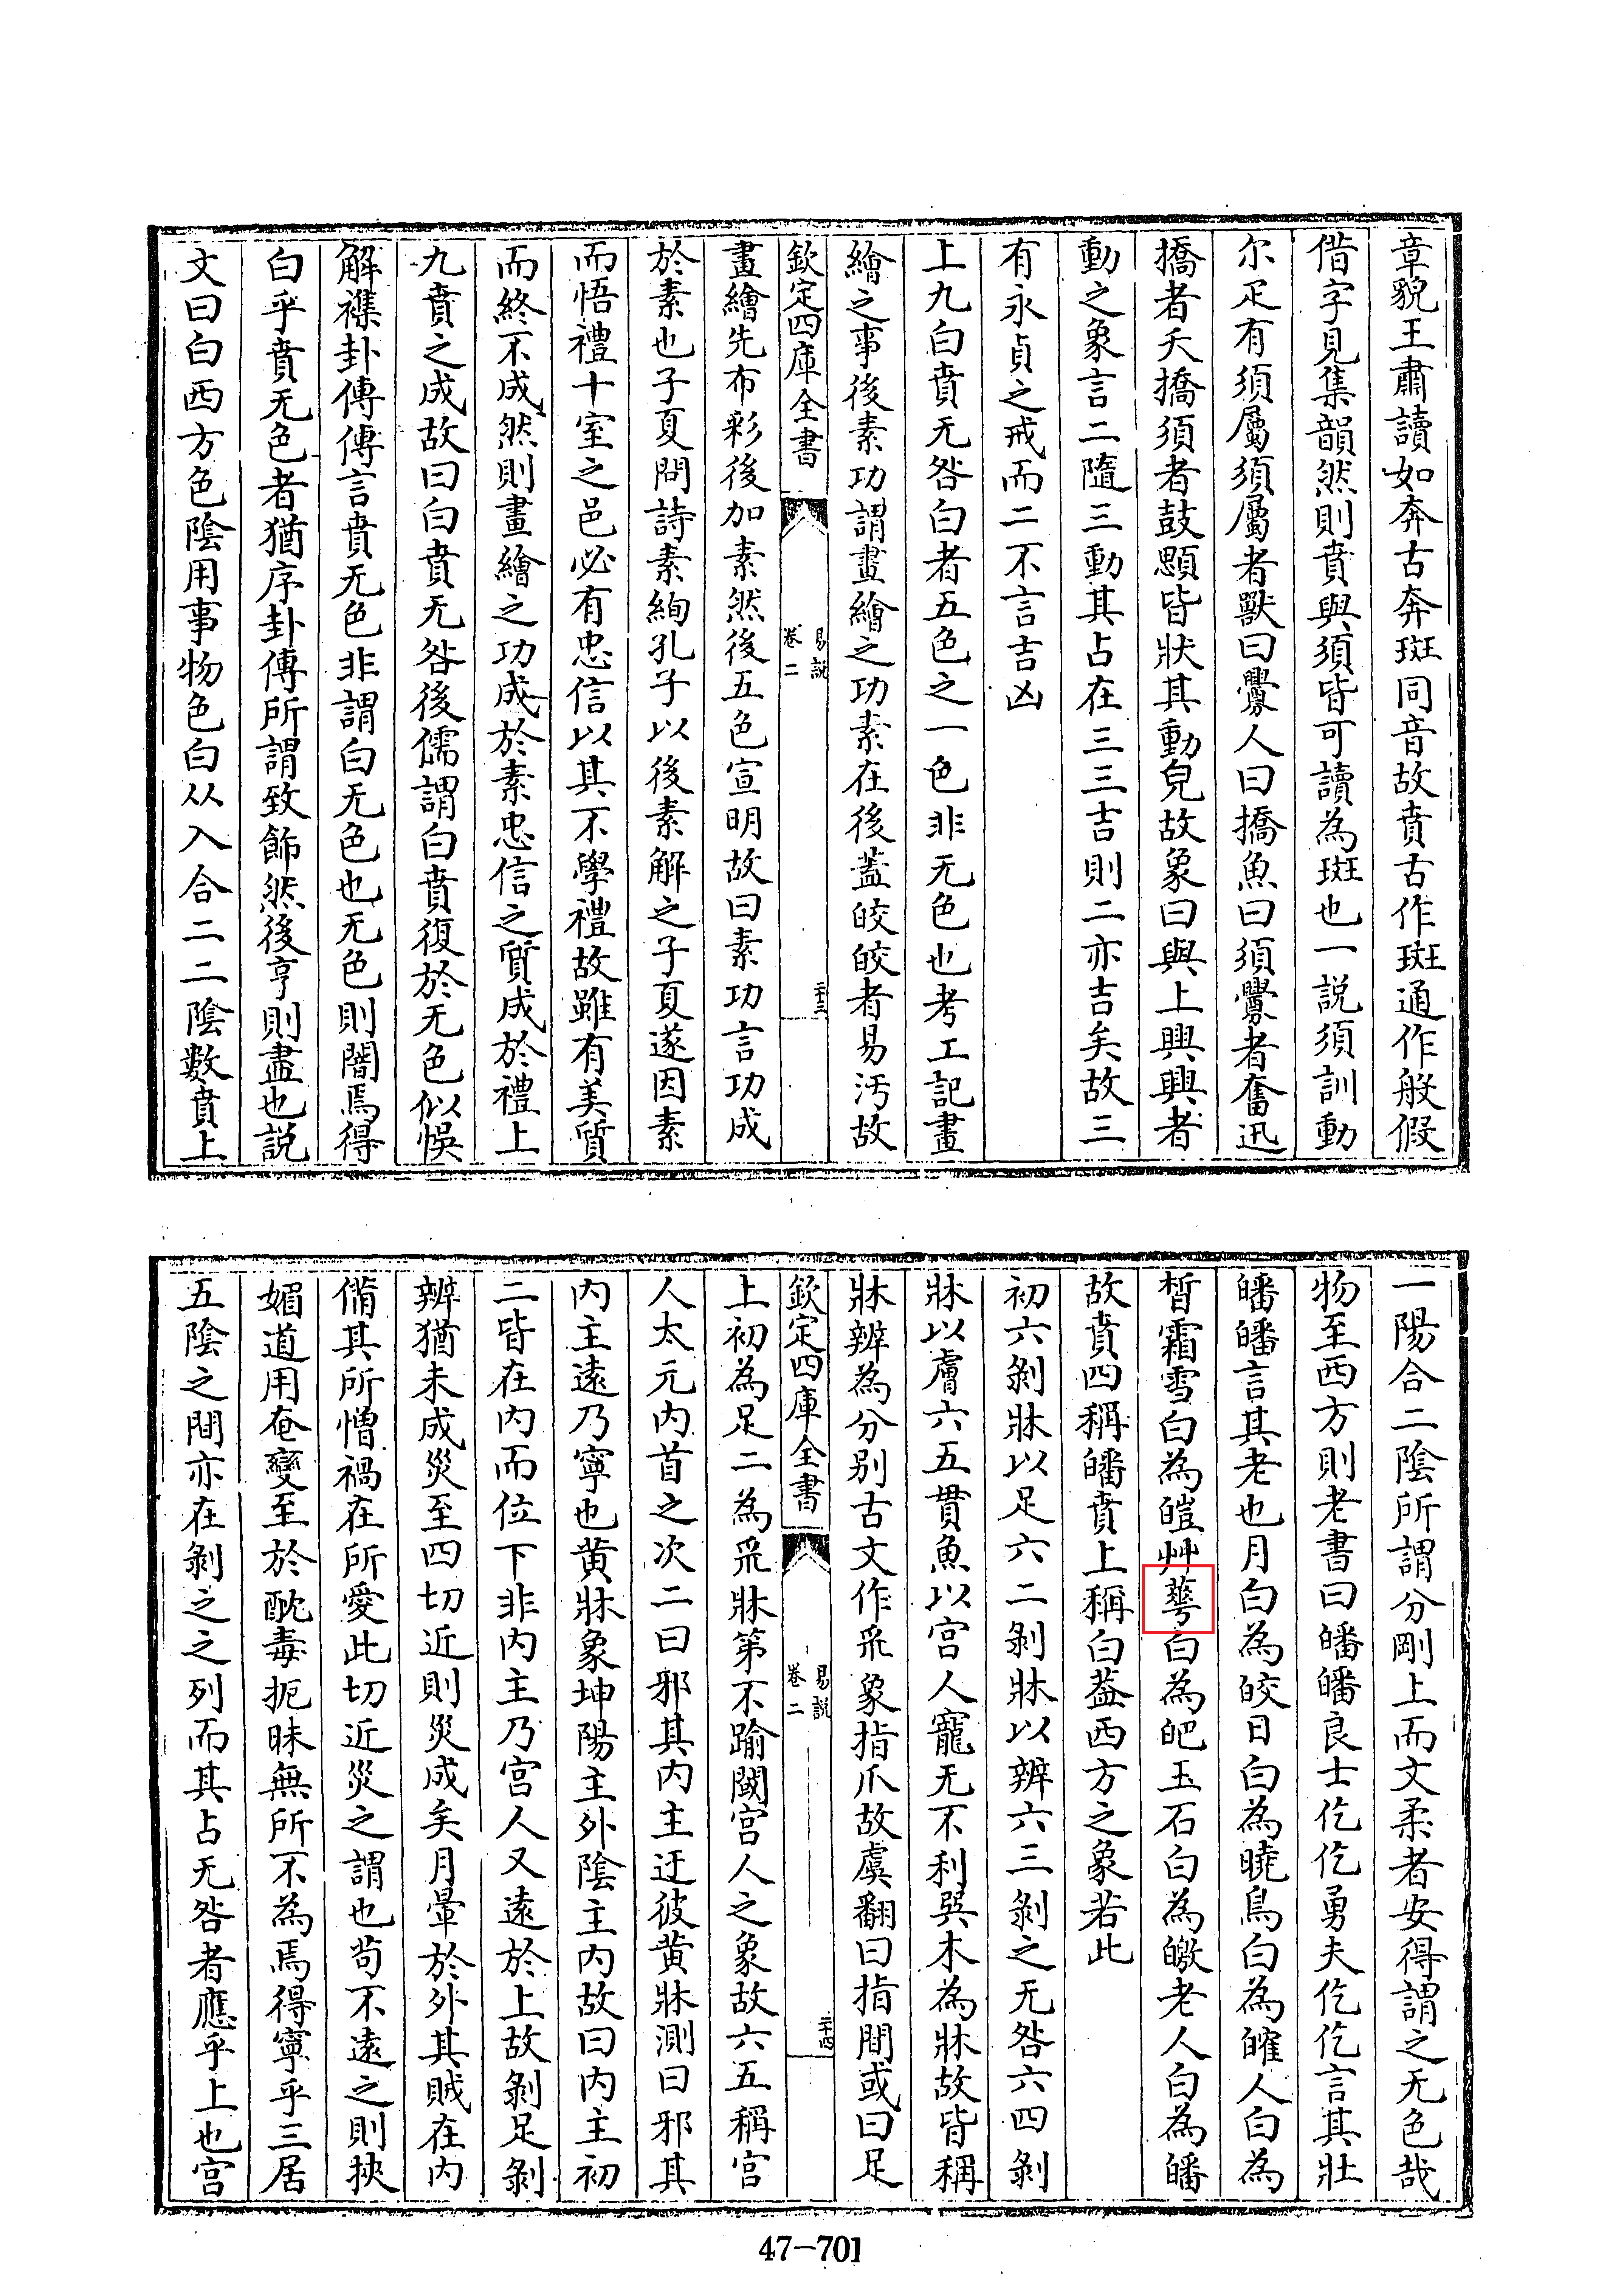 章貌王肅讀如奔古奔斑同音故賁古作斑通作般假
借字見集韻然則賁與須皆可讀為斑也一説須訓動
尔疋有須屬須屬者獸曰釁人曰撟魚曰須釁者奮迅
撟者夭撟須者鼓顋皆狀其動皃故象曰與上興興者
動之象言二隨三動其占在三三吉則二亦吉矣故三
有永貞之戒而二不言吉凶
上九白賁无咎白者五色之一色非无色也考工記畫
繪之事後素功謂畫繪之功素在後蓋皎皎者易汚故
欽定四庫全書
易説
卷二
二十三
畫繪先布彩後加素然後五色宣明故曰素功言功成
於素也子夏問詩素絢孔子以後素解之子夏遂因素
而悟禮十室之邑必有忠信以其不學禮故雖有美質
而終不成然則畫繪之功成於素忠信之質成於禮上
九賁之成故曰白賁无咎後儒謂白賁復於无色似悞
解襍卦傳傳言賁无色非謂白无色也无色則闇焉得
白乎賁无色者猶序卦傳所謂致飾然後亨則盡也説
文曰白西方色陰用事物色白从入合二二陰數賁上
一陽合二陰所謂分剛上而文柔者安得謂之无色哉
物至西方則老書曰皤皤良士仡仡勇夫仡仡言其壯
皤皤言其老也月白為皎日白為曉鳥白為皠人白為
皙霜雪白為皚艸蕚白為皅玉石白為皦老人白為皤
故賁四稱皤賁上稱白葢西方之象若此
初六剝牀以足六二剝牀以辨六三剝之无咎六四剝
牀以膚六五貫魚以宫人寵无不利巽木為牀故皆稱
牀辨為分别古文作釆象指爪故虞翻曰指間或曰足
欽定四庫全書
易説
卷二
二十四
上初為足二為釆牀第不踰閾宫人之象故六五稱宫
人太元内首之次二曰邪其内主迂彼黄牀測曰邪其
内主遠乃寧也黄牀象坤陽主外陰主内故曰内主初
二皆在内而位下非内主乃宫人又遠於上故剝足剝
辨猶未成災至四切近則災成矣月暈於外其賊在内
備其所憎禍在所愛此切近災之謂也茍不遠之則挾
媚道用奄變至於酖毒扼昧無所不為焉得寧乎三居
五陰之間亦在剝之之列而其占无咎者應乎上也宫
47-701